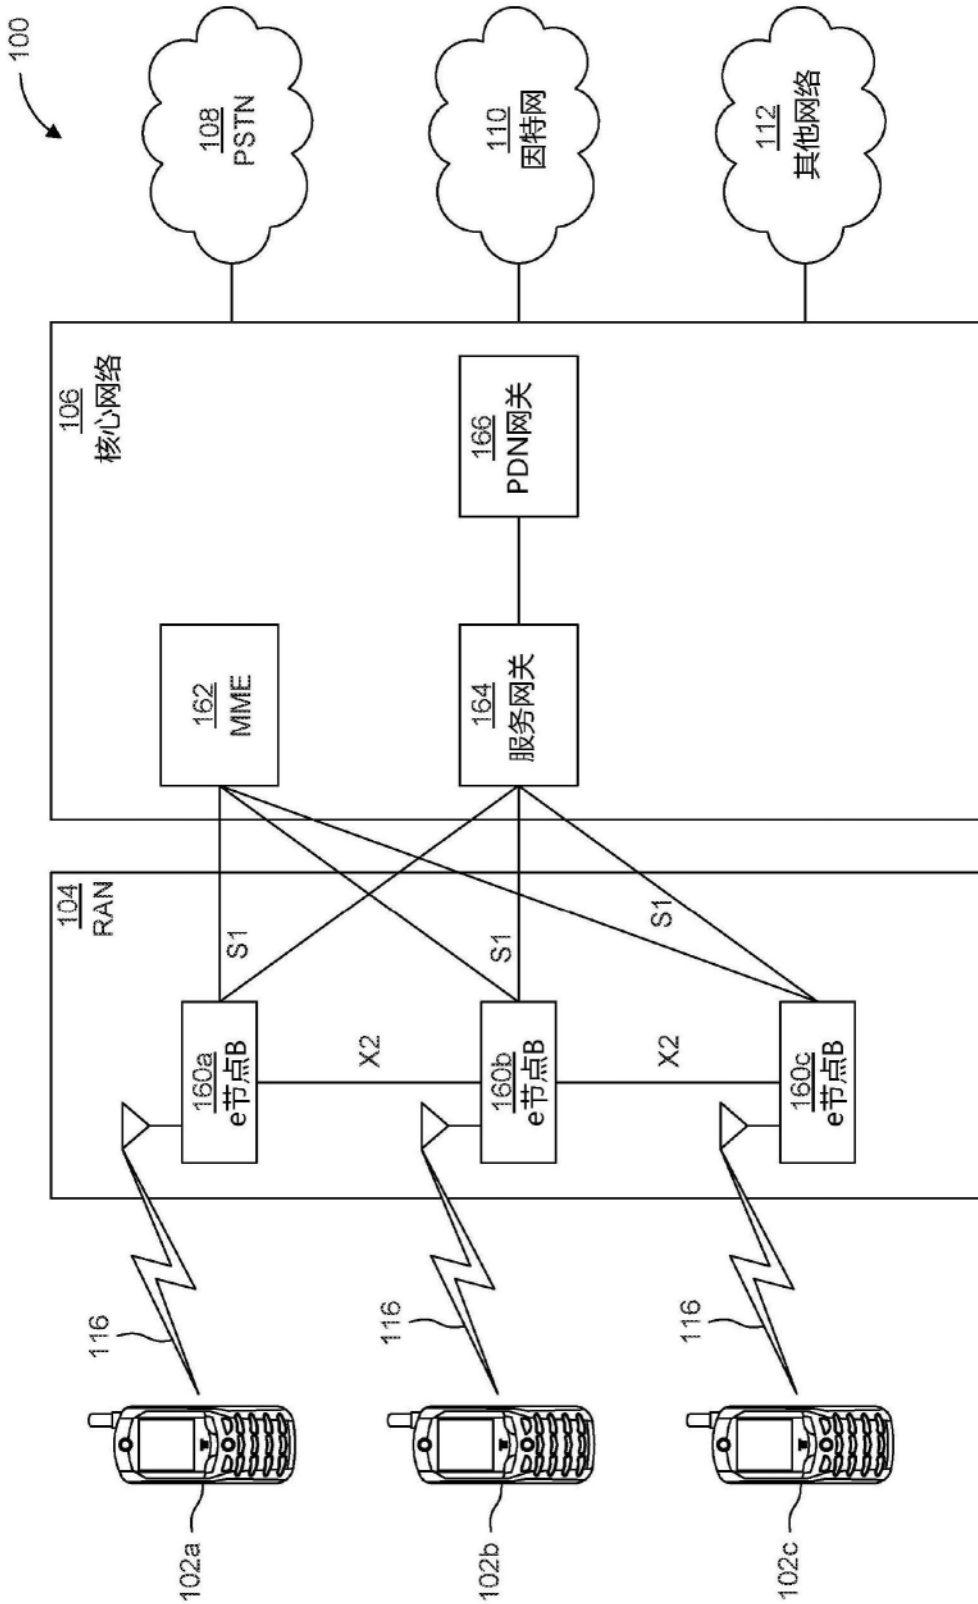 100
108
PSTN
110
因特网
112
其他网络
106
核心网络
162
MME
164
服务网关
166
PDN网关
104
RAN
S1
S1
S1
160a
e节点B
X2
160b
e节点B
X2
160c
e节点B
116
116
116
102a
102b
102c